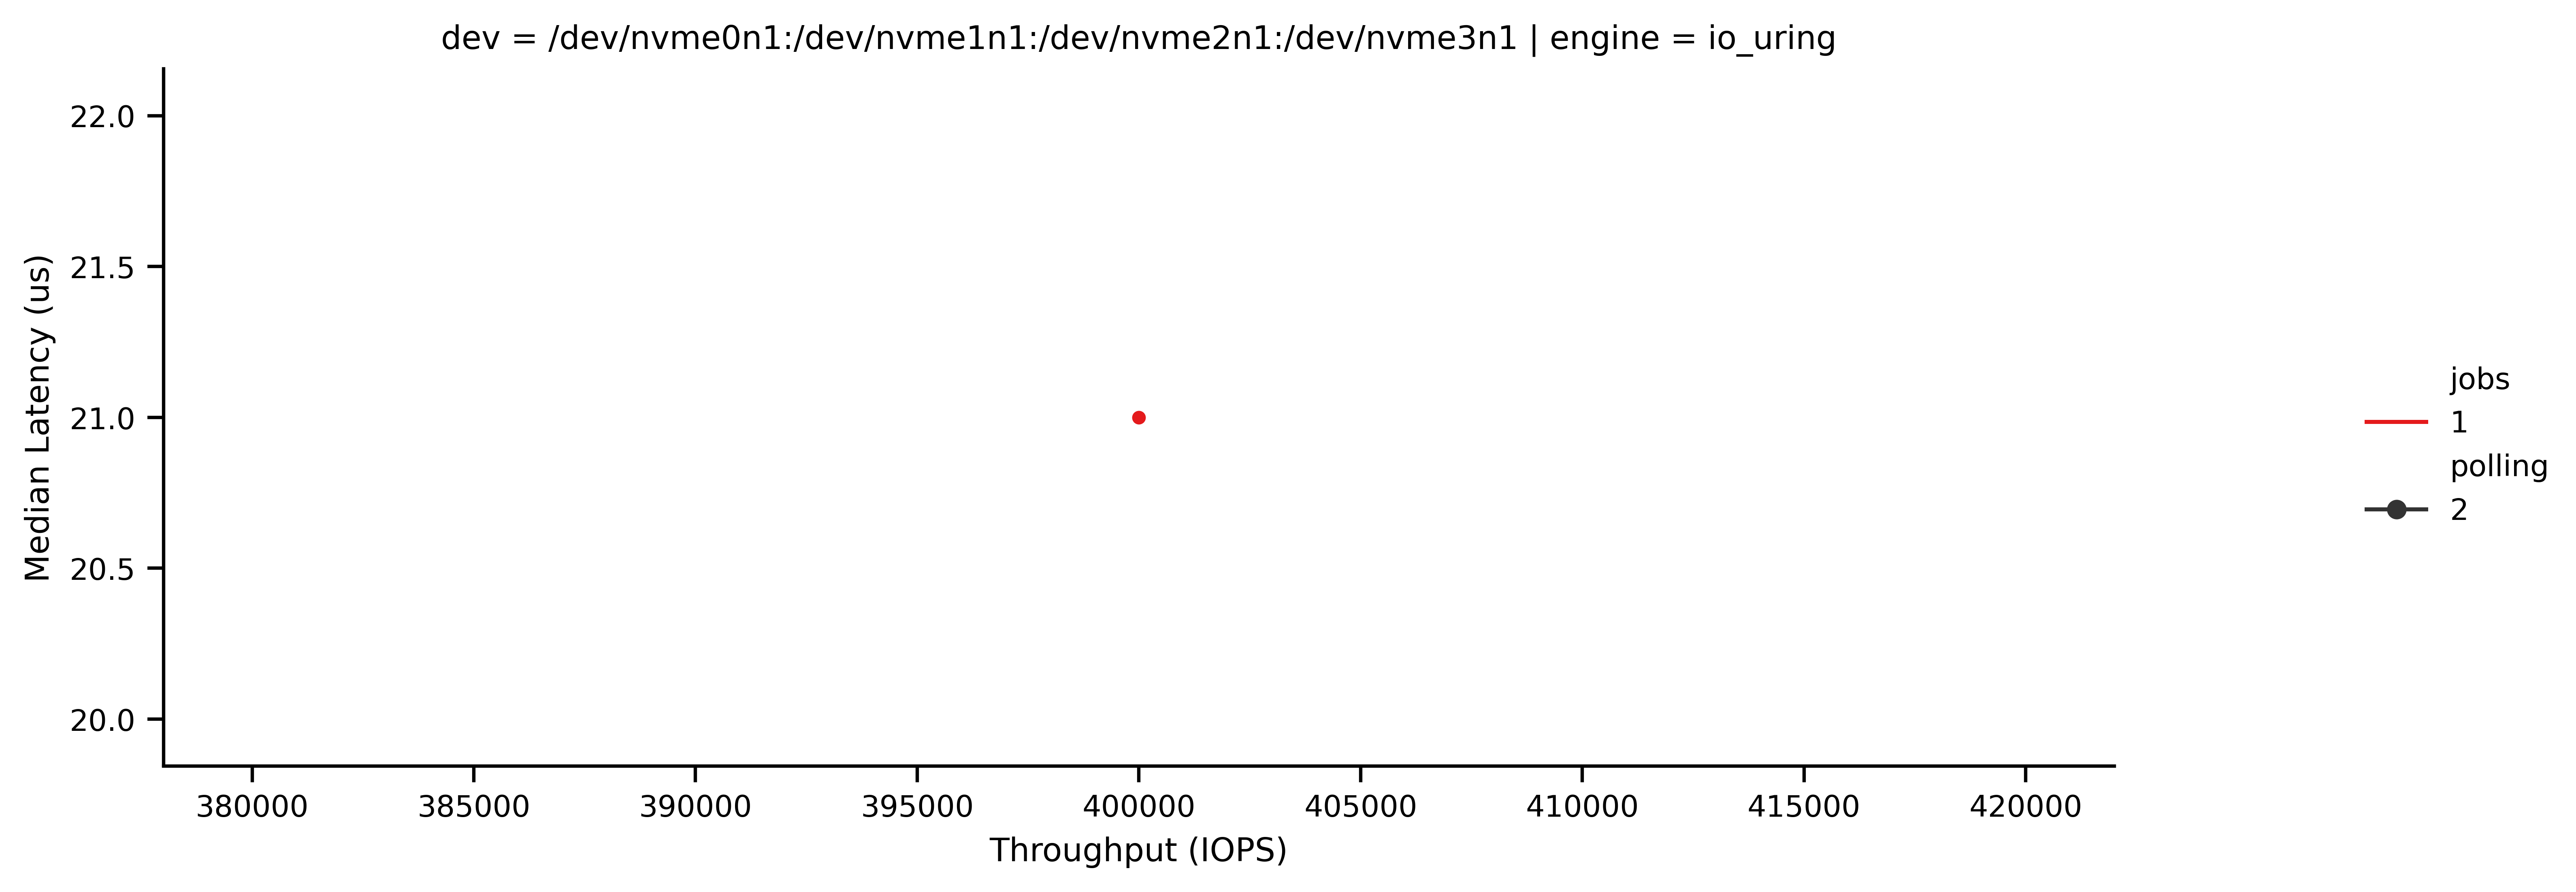 dev = /dev/nvme0n1:/dev/nvme1n1:/dev/nvme2n1:/dev/nvme3n1 | engine = io_uring
Median Latency (us)
22.0
21.5
21.0
20.5
20.0
380000 385000 390000 395000 400000 405000 410000 415000 420000
Throughput (IOPS)
jobs
1
polling
2